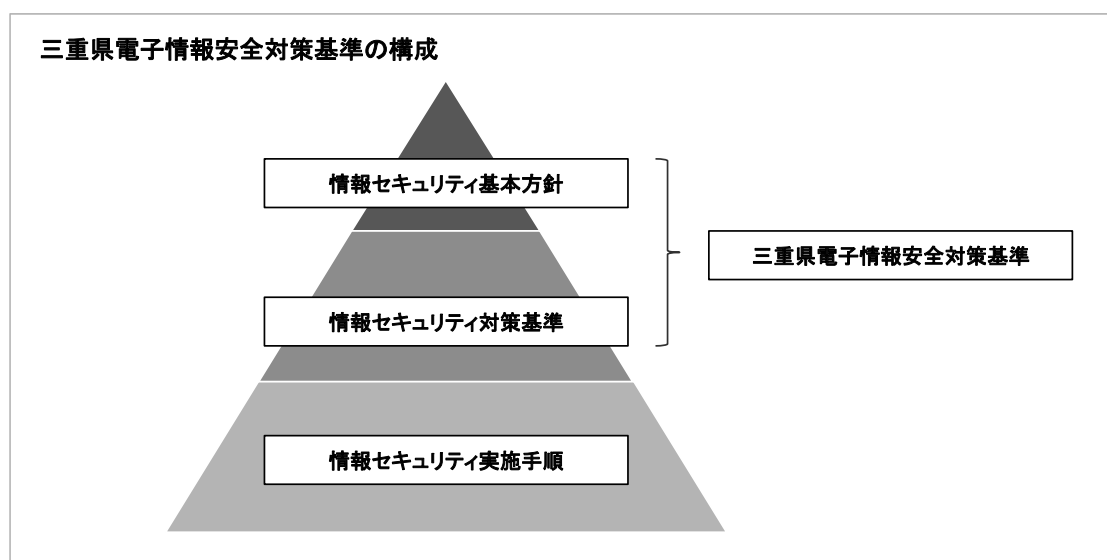 三重県電子情報安全対策基準の構成
情報セキュリティ基本方針
三重県電子情報安全対策基準
情報セキュリティ対策基準
情報セキュリティ実施手順